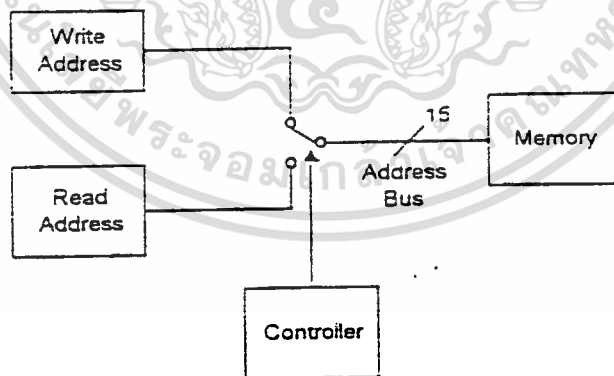 Write
Address
15
Memory
Address
Bus
Read
Address
Controller